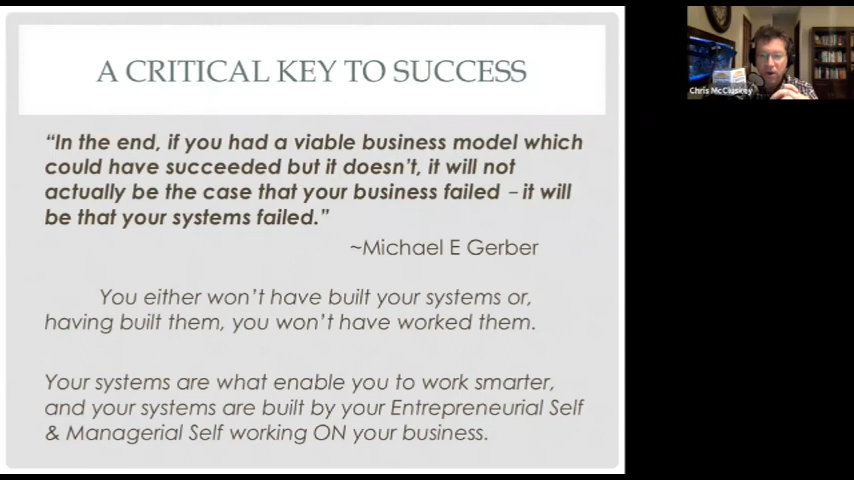 A CRITICAL KEY TO SUCCESS
“In the end, if you had a viable business model which
could have succeeded but it doesn’t, it will not
actually be the case that your business failed – it will
be that your systems failed.”
~Michael E Gerber
You either won’t have built your systems or,
having built them, you won’t have worked them.
Your systems are what enable you to work smarter,
and your systems are built by your Entrepreneurial Self
& Managerial Self working ON your business.
Chris McCluskey